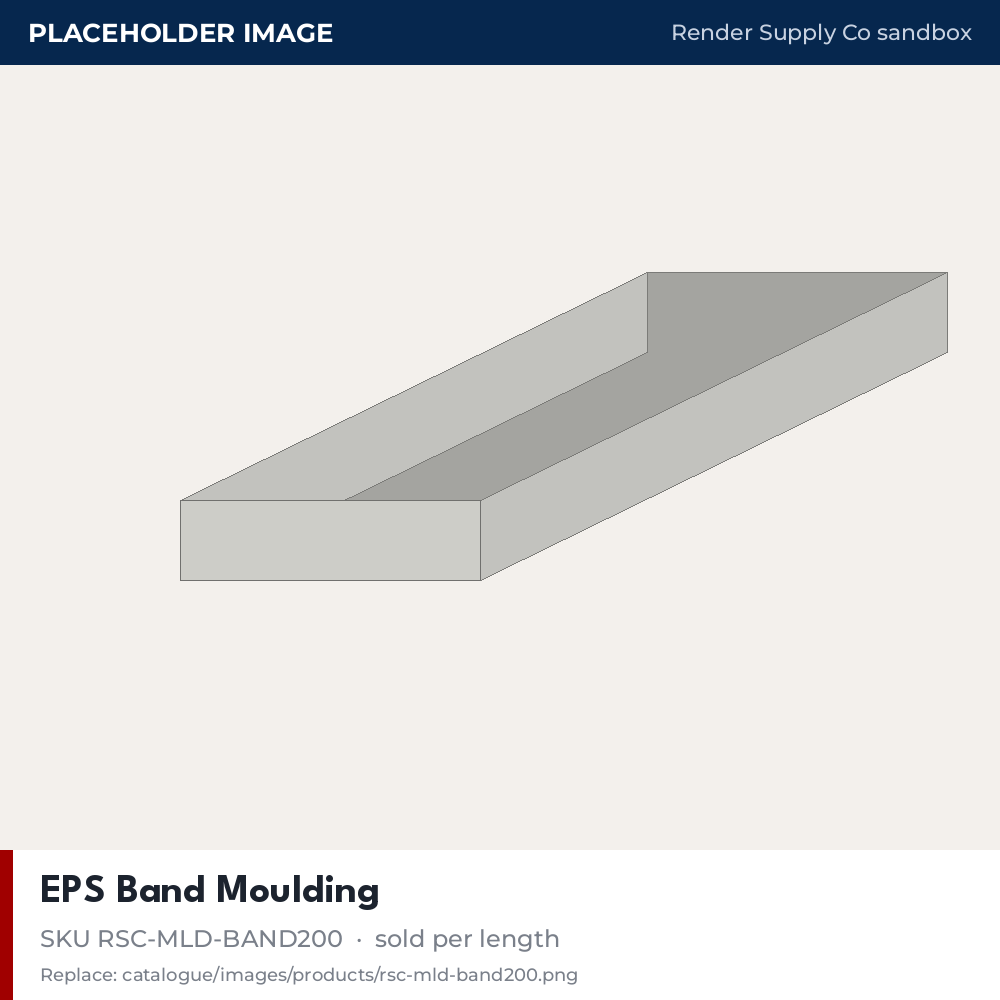 PLACEHOLDER IMAGE
Render Supply Co sandbox
EPS Band Moulding
SKU RSC-MLD-BAND200 · sold per length
Replace: catalogue/images/products/rsc-mld-band200.png